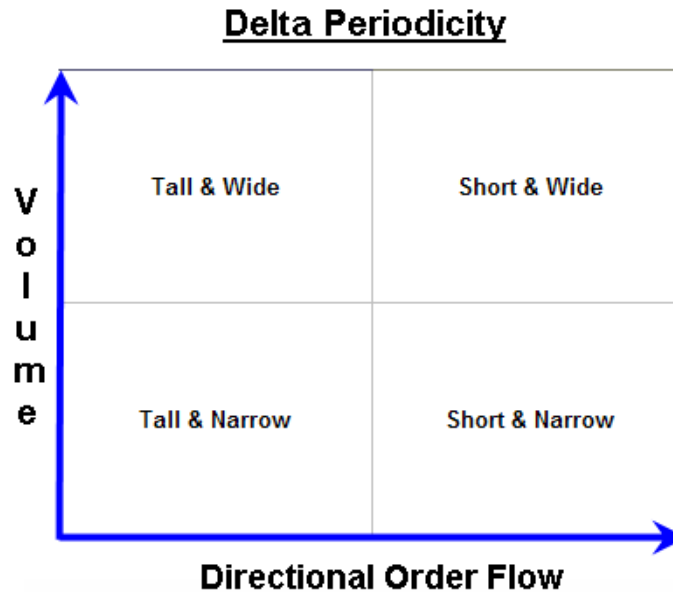 Delta Periodicity
Tall & Wide
Short & Wide
Volume
Tall & Narrow
Short & Narrow
Directional Order Flow